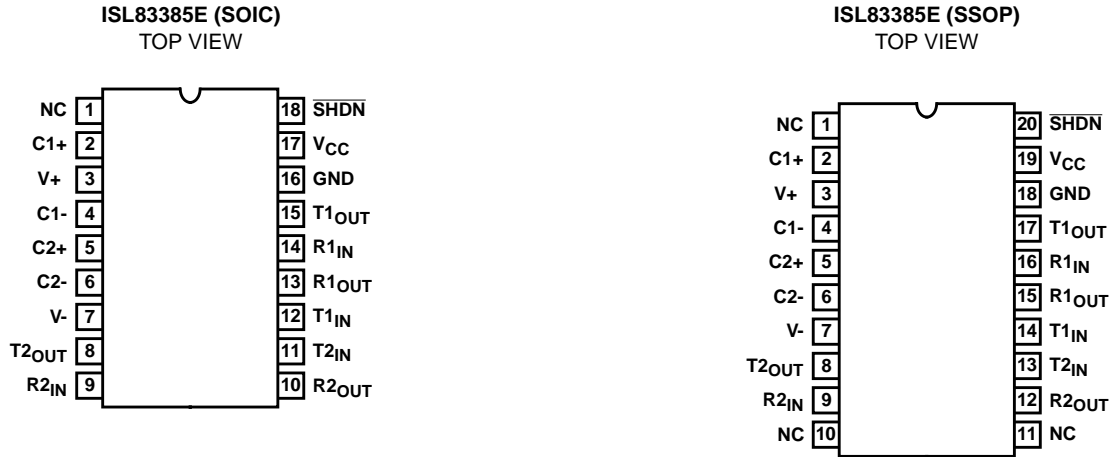 ISL83385E (SOIC)
TOP VIEW
NC 1
C1+ 2
V+ 3
C1- 4
C2+ 5
C2- 6
V- 7
T2OUT 8
R2IN 9
18 SHDN
17 VCC
16 GND
15 T1OUT
14 R1IN
13 R1OUT
12 T1IN
11 T2IN
10 R2OUT
ISL83385E (SSOP)
TOP VIEW
NC 1
C1+ 2
V+ 3
C1- 4
C2+ 5
C2- 6
V- 7
T2OUT 8
R2IN 9
NC 10
20 SHDN
19 VCC
18 GND
17 T1OUT
16 R1IN
15 R1OUT
14 T1IN
13 T2IN
12 R2OUT
11 NC